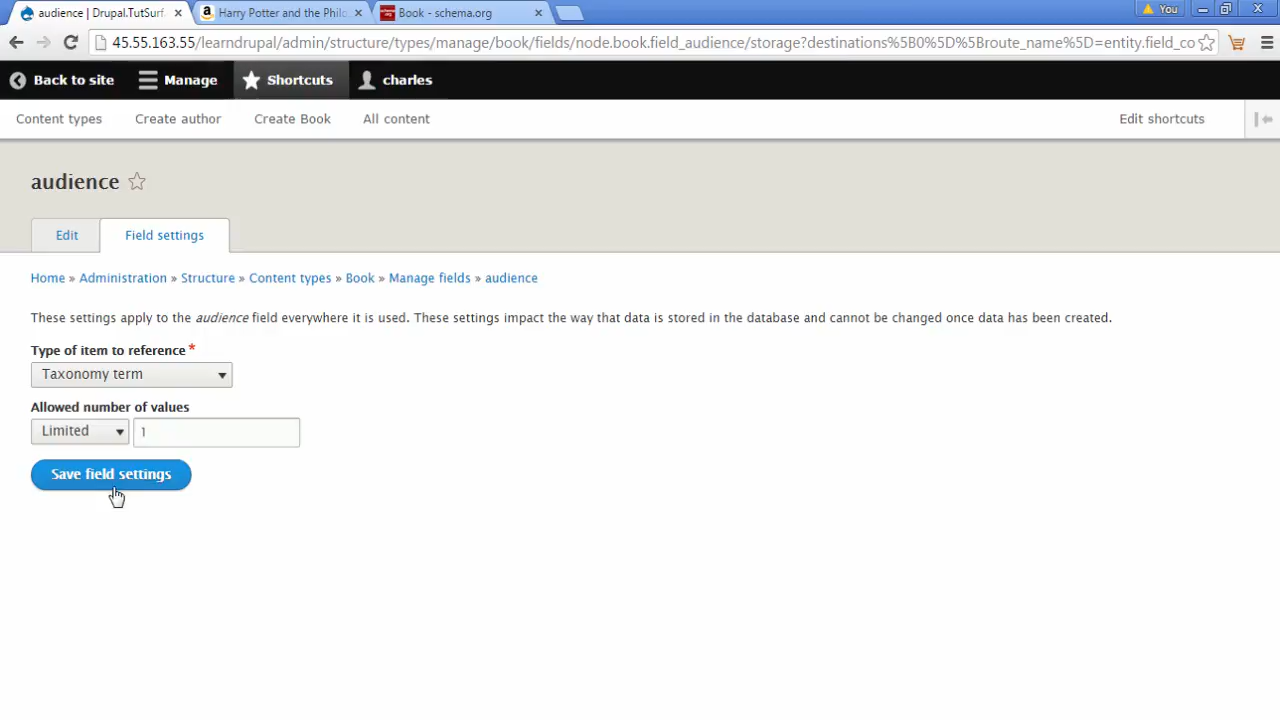 audience | Drupal.TutSurf
Harry Potter and the Philo
Book - schema.org
You
45.55.163.55/learndrupal/admin/structure/types/manage/book/fields/node.book.field_audience/storage?destinations%5B0%5D%5Broute_name%5D=entity.field_co
Back to site
Manage
Shortcuts
charles
Content types
Create author
Create Book
All content
Edit shortcuts
audience
Edit
Field settings
Home » Administration » Structure » Content types » Book » Manage fields » audience
These settings apply to the audience field everywhere it is used. These settings impact the way that data is stored in the database and cannot be changed once data has been created.
Type of item to reference *
Taxonomy term
Allowed number of values
Limited
1
Save field settings